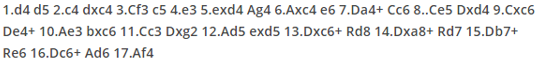 1.d4 d5 2.c4 dxc4 3.Cf3 c5 4.e3 5.exd4 Ag4 6.Axc4 e6 7.Da4+ Cc6 8..Ce5 Dxd4 9.Cxc6
De4+ 10.Ae3 bxc6 11.Cc3 Dxg2 12.Ad5 exd5 13.Dxc6+ Rd8 14.Dxa8+ Rd7 15.Db7+
Re6 16.Dc6+ Ad6 17.Af4